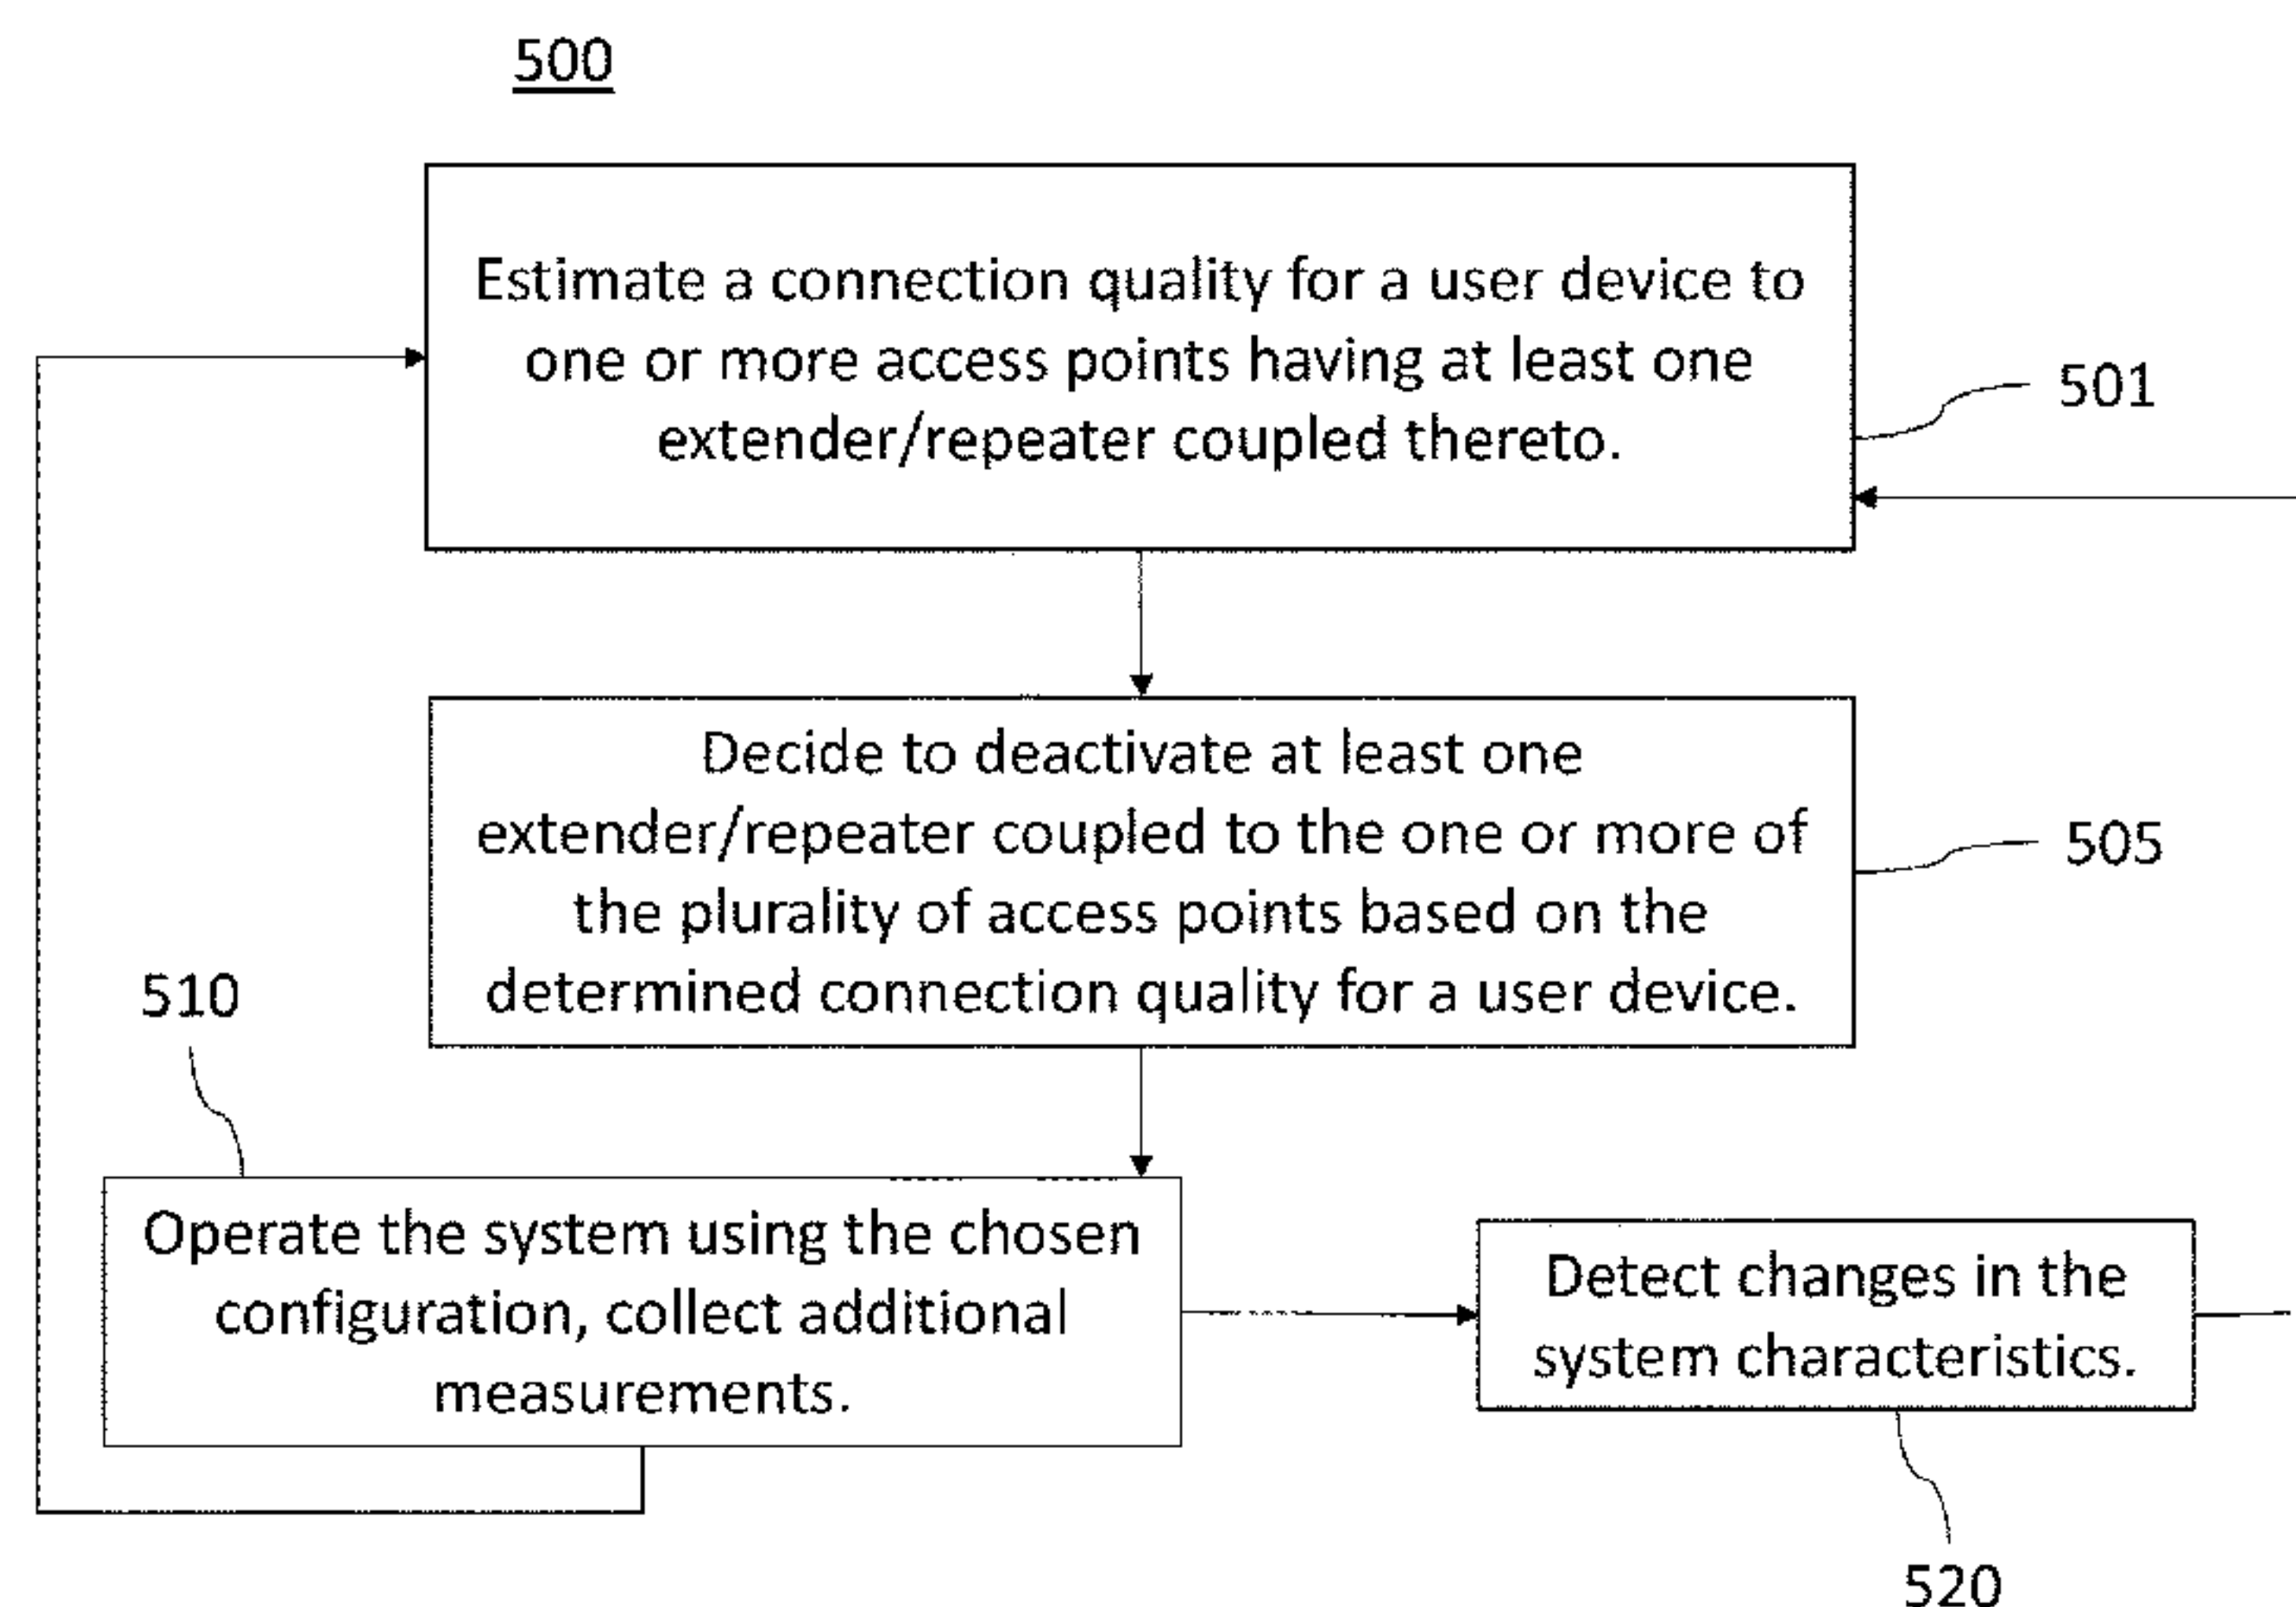 500
Estimate a connection quality for a user device to
one or more access points having at least one
extender/repeater coupled thereto.
501
Decide to deactivate at least one
extender/repeater coupled to the one or more of
the plurality of access points based on the
determined connection quality for a user device.
505
510
Operate the system using the chosen
configuration, collect additional
measurements.
Detect changes in the
system characteristics.
520